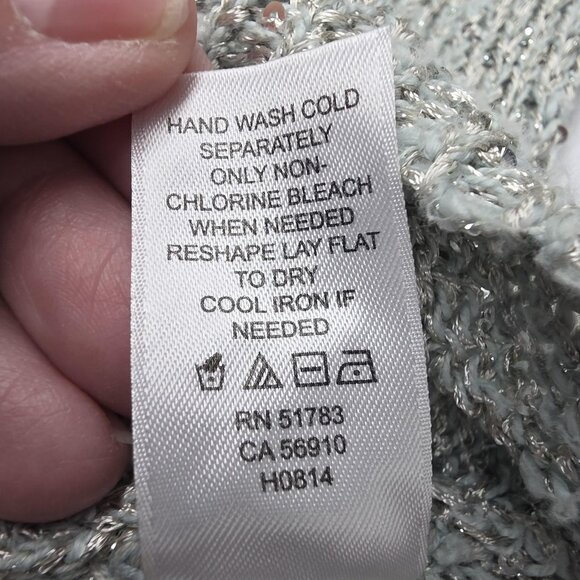 HAND WASH COLD
SEPARATELY
ONLY NON-
CHLORINE BLEACH
WHEN NEEDED
RESHAPE LAY FLAT
TO DRY
COOL IRON IF
NEEDED
RN 51783
CA 56910
H0814